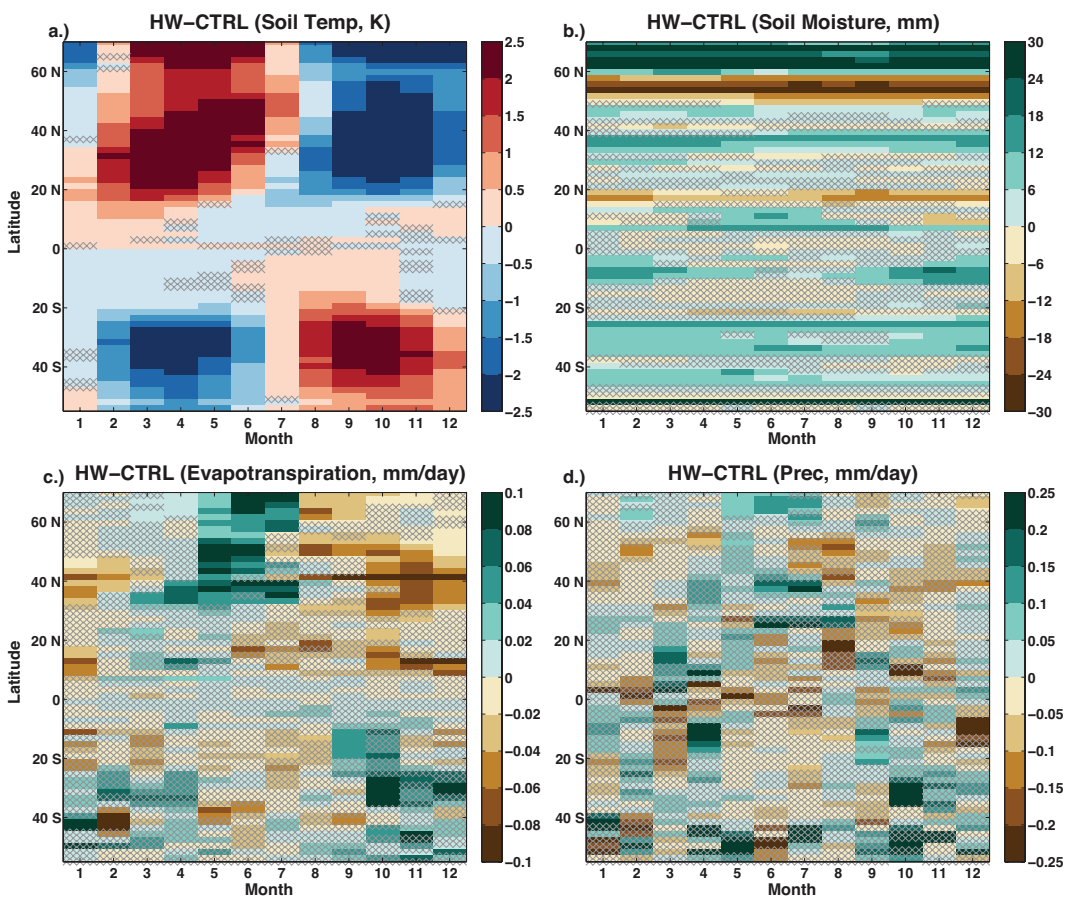 a.)
HW−CTRL (Soil Temp, K)
60 N
40 N
20 N
0
20 S
40 S
Latitude
1 2 3 4 5 6 7 8 9 10 11 12
Month
2.5
2
1.5
1
0.5
0
−0.5
−1
−1.5
−2
−2.5
b.)
HW−CTRL (Soil Moisture, mm)
60 N
40 N
20 N
0
20 S
40 S
1 2 3 4 5 6 7 8 9 10 11 12
Month
30
24
18
12
6
0
−6
−12
−18
−24
−30
c.)
HW−CTRL (Evapotranspiration, mm/day)
60 N
40 N
20 N
0
20 S
40 S
Latitude
1 2 3 4 5 6 7 8 9 10 11 12
Month
0.1
0.08
0.06
0.04
0.02
0
−0.02
−0.04
−0.06
−0.08
−0.1
d.)
HW−CTRL (Prec, mm/day)
60 N
40 N
20 N
0
20 S
40 S
1 2 3 4 5 6 7 8 9 10 11 12
Month
0.25
0.2
0.15
0.1
0.05
0
−0.05
−0.1
−0.15
−0.2
−0.25